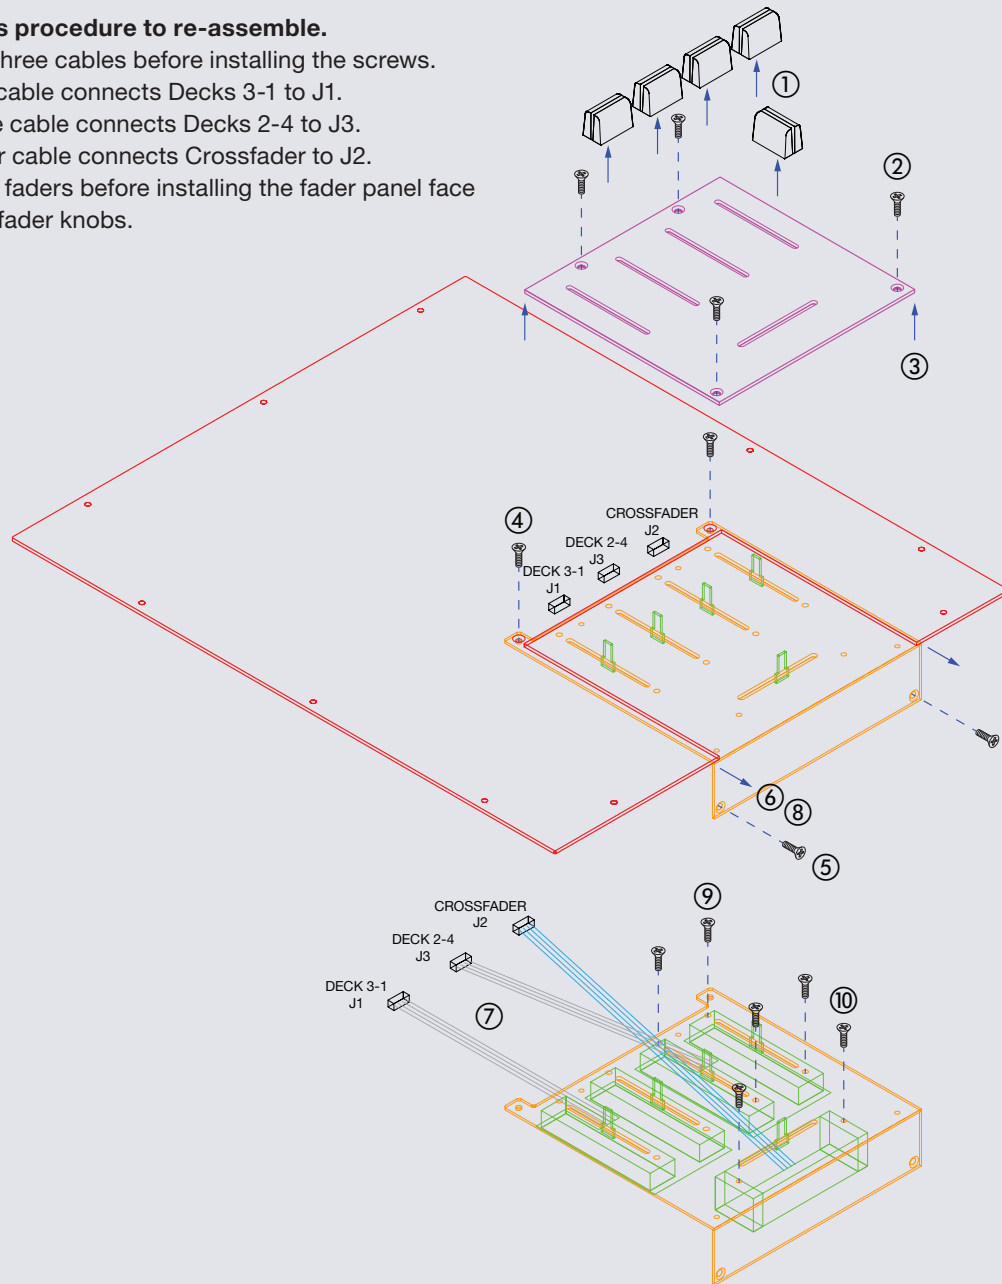 s procedure to re-assemble.
hree cables before installing the screws.
cable connects Decks 3-1 to J1.
e cable connects Decks 2-4 to J3.
r cable connects Crossfader to J2.
faders before installing the fader panel face
fader knobs.
①
②
③
④
CROSSFADER
J2
DECK 2-4
J3
DECK 3-1
J1
⑥
⑧
⑤
⑨
CROSSFADER
J2
DECK 2-4
J3
DECK 3-1
J1
⑩
⑦